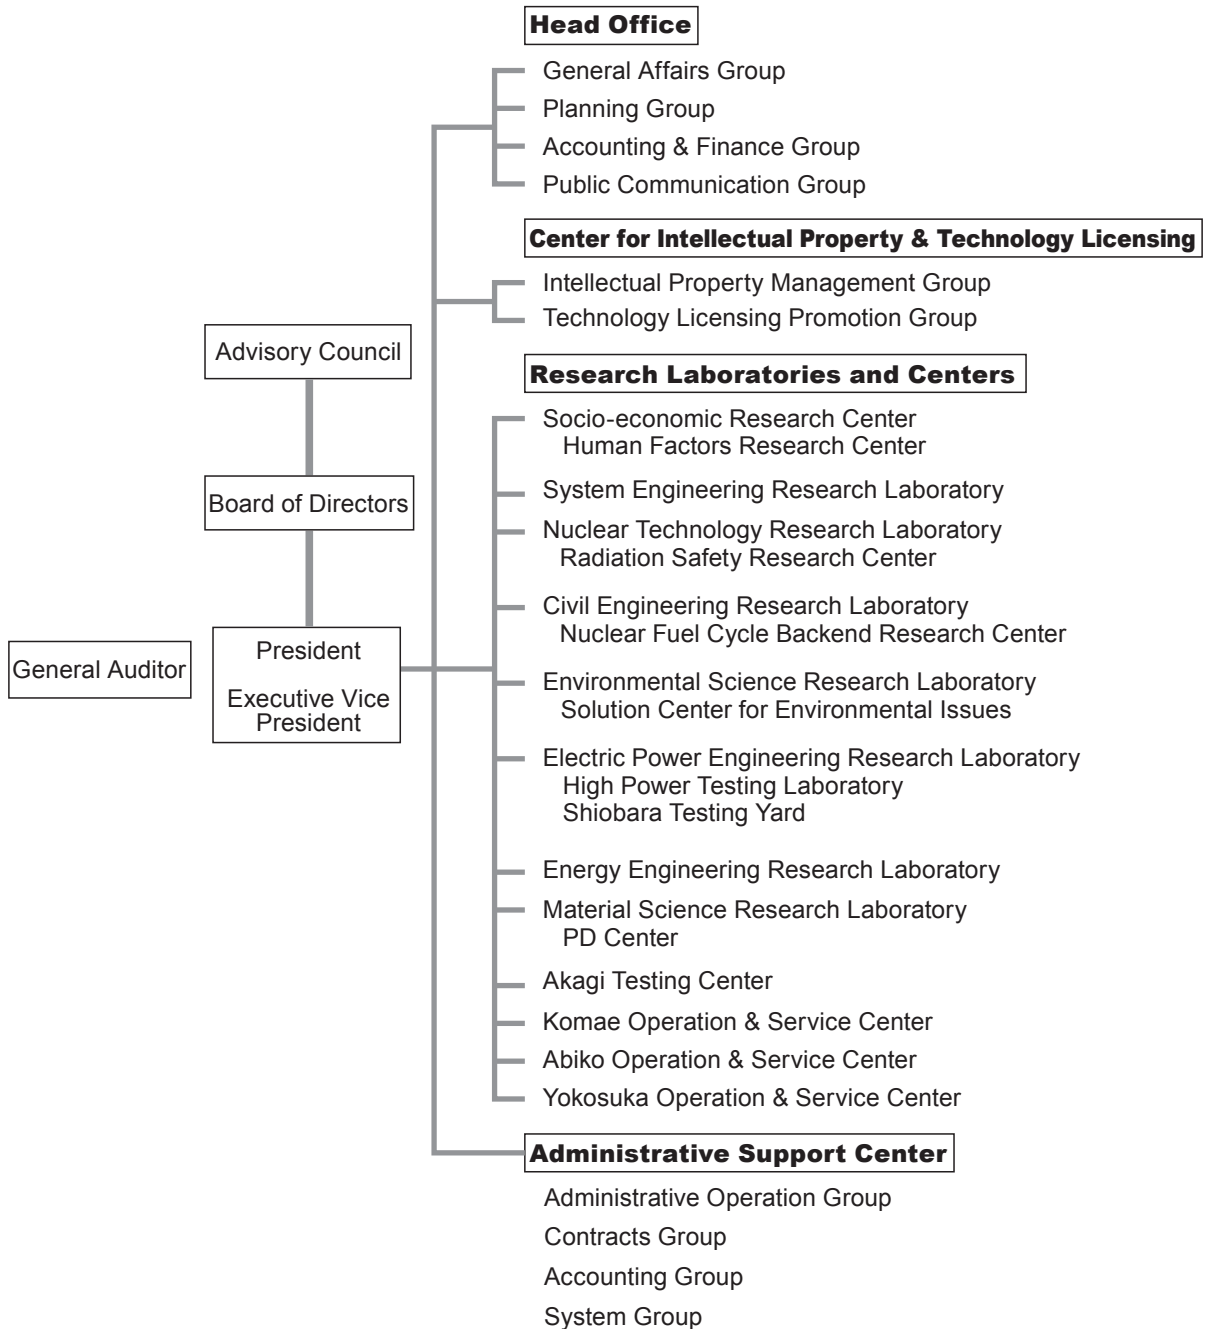 Head Office
General Affairs Group
Planning Group
Accounting & Finance Group
Public Communication Group
Center for Intellectual Property & Technology Licensing
Intellectual Property Management Group
Technology Licensing Promotion Group
Advisory Council
Board of Directors
General Auditor
President
Executive Vice
President
Research Laboratories and Centers
Socio-economic Research Center
Human Factors Research Center
System Engineering Research Laboratory
Nuclear Technology Research Laboratory
Radiation Safety Research Center
Civil Engineering Research Laboratory
Nuclear Fuel Cycle Backend Research Center
Environmental Science Research Laboratory
Solution Center for Environmental Issues
Electric Power Engineering Research Laboratory
High Power Testing Laboratory
Shiobara Testing Yard
Energy Engineering Research Laboratory
Material Science Research Laboratory
PD Center
Akagi Testing Center
Komae Operation & Service Center
Abiko Operation & Service Center
Yokosuka Operation & Service Center
Administrative Support Center
Administrative Operation Group
Contracts Group
Accounting Group
System Group